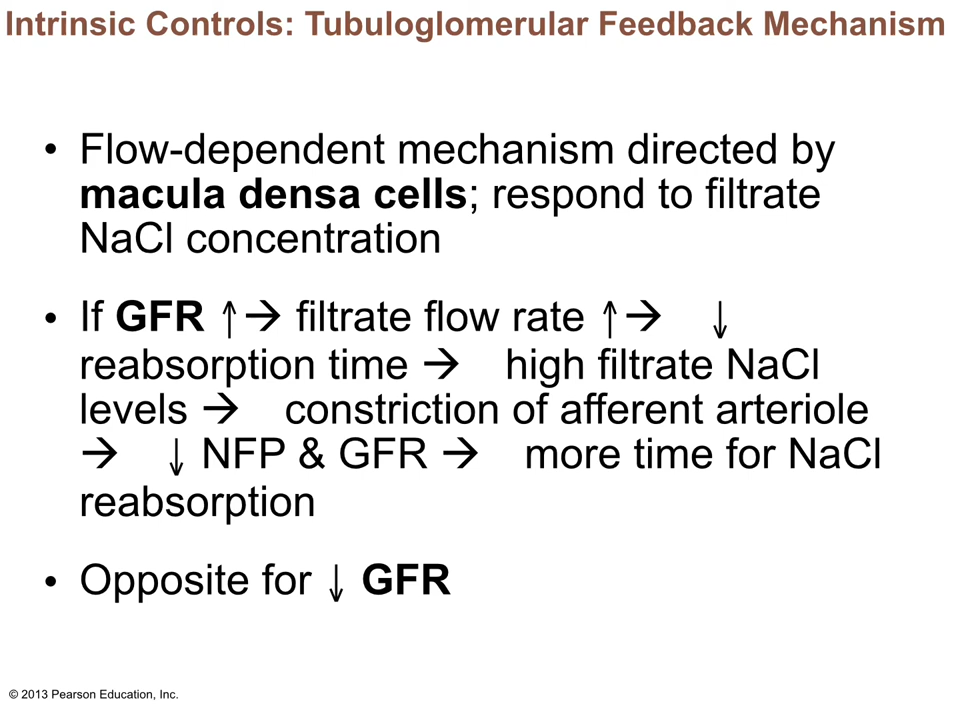 Intrinsic Controls: Tubuloglomerular Feedback Mechanism
• Flow-dependent mechanism directed by
macula densa cells; respond to filtrate
NaCl concentration
• If GFR ↑→ filtrate flow rate ↑→ ↓
reabsorption time → high filtrate NaCl
levels → constriction of afferent arteriole
→ ↓ NFP & GFR → more time for NaCl
reabsorption
• Opposite for ↓ GFR
© 2013 Pearson Education, Inc.